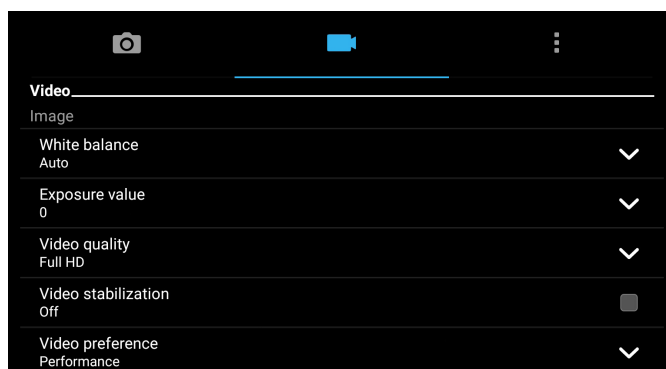 Video
Image
White balance
Auto
Exposure value
0
Video quality
Full HD
Video stabilization
Off
Video preference
Performance